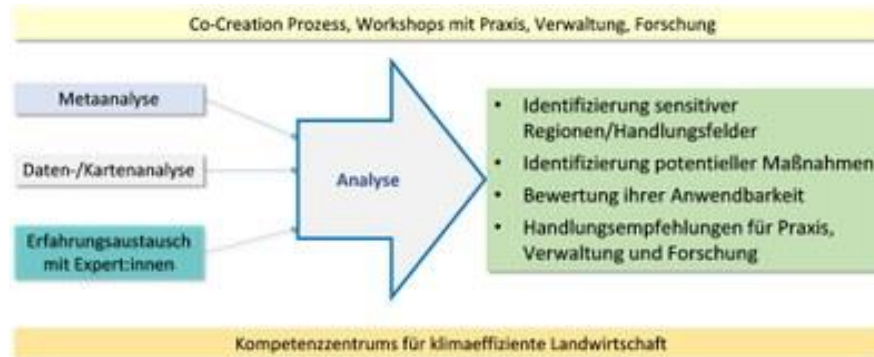 Co-Creation Prozess, Workshops mit Praxis, Verwaltung, Forschung
Metaanalyse
Daten-/Kartenanalyse
Erfahrungsaustausch
mit Expert:innen
Analyse
• Identifizierung sensitiver
Regionen/Handlungsfelder
• Identifizierung potentieller Maßnahmen
• Bewertung ihrer Anwendbarkeit
• Handlungsempfehlungen für Praxis,
Verwaltung und Forschung
Kompetenzzentrums für klimaeffiziente Landwirtschaft